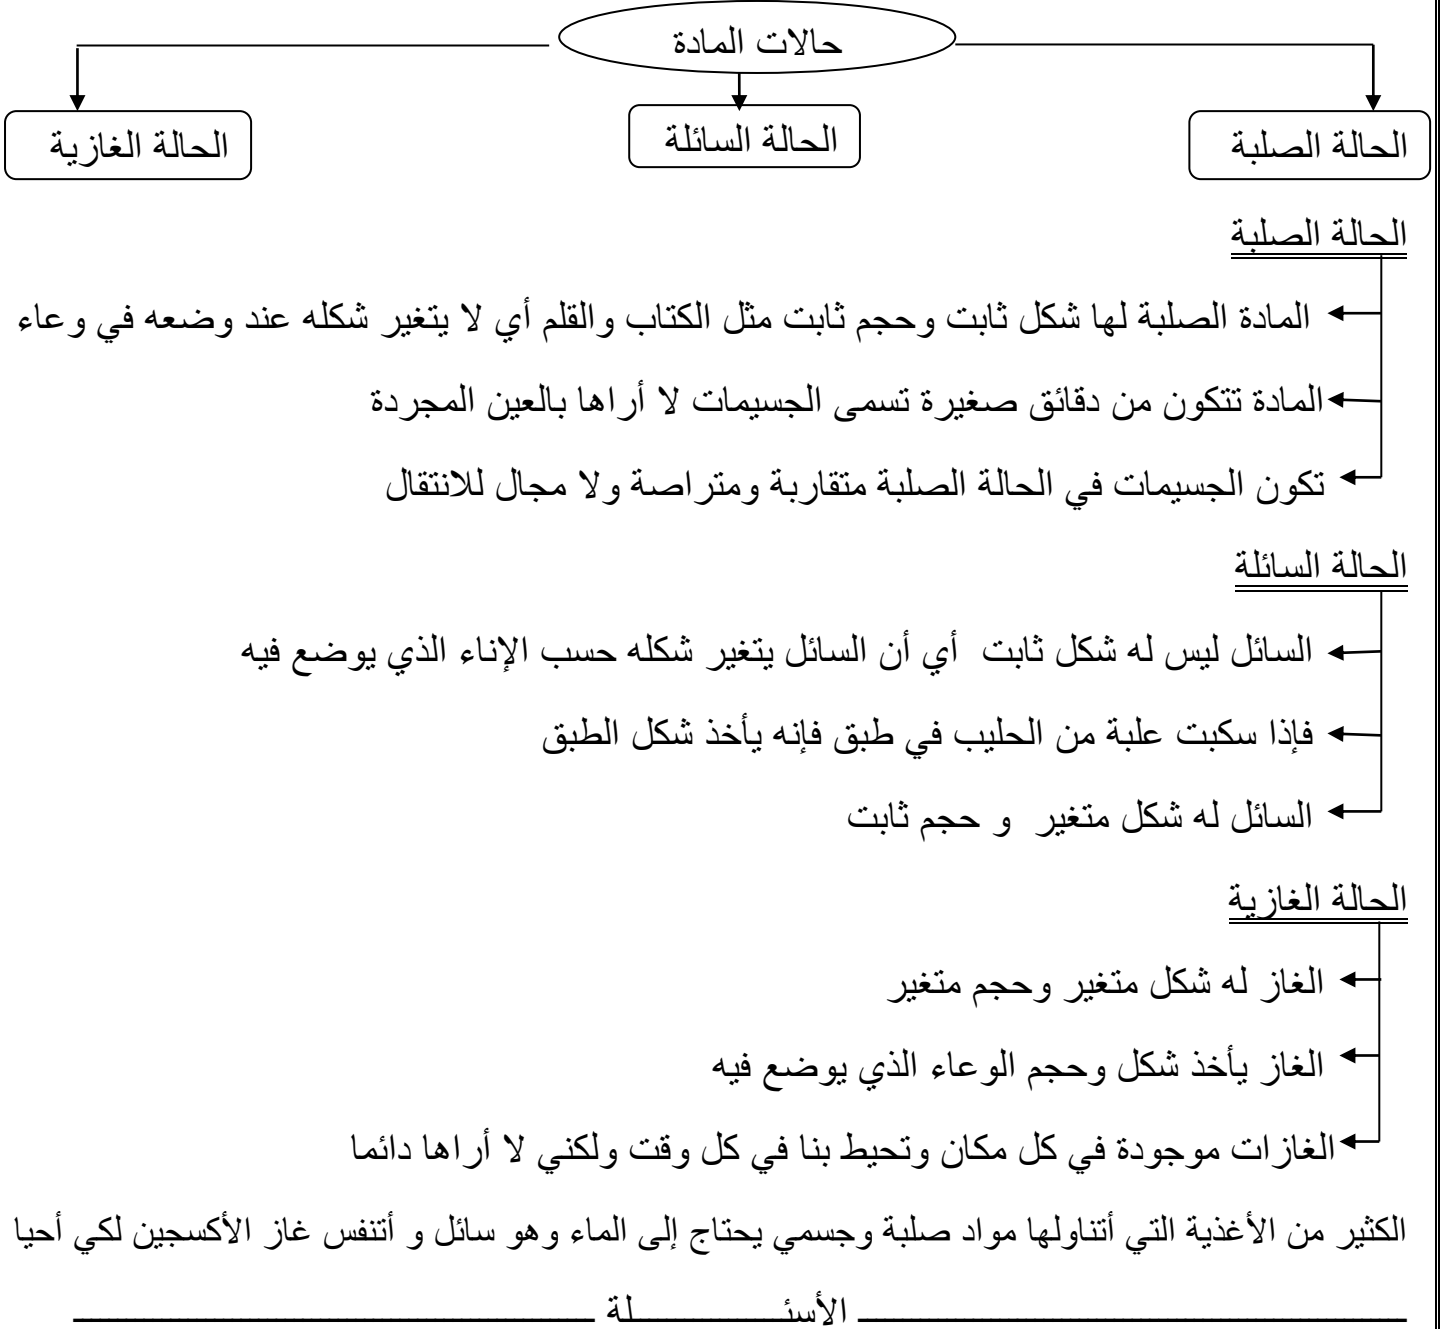 حالات المادة
الحالة الصلبة
الحالة السائلة
الحالة الغازية
الحالة الصلبة
المادة الصلبة لها شكل ثابت وحجم ثابت مثل الكتاب والقلم أي لا يتغير شكله عند وضعه في وعاء
المادة تتكون من دقائق صغيرة تسمى الجسيمات لا أراها بالعين المجردة
تكون الجسيمات في الحالة الصلبة متقاربة ومتراصة ولا مجال للانتقال
الحالة السائلة
السائل ليس له شكل ثابت أي أن السائل يتغير شكله حسب الإناء الذي يوضع فيه
فإذا سكبت علبة من الحليب في طبق فإنه يأخذ شكل الطبق
السائل له شكل متغير و حجم ثابت
الحالة الغازية
الغاز له شكل متغير وحجم متغير
الغاز يأخذ شكل وحجم الوعاء الذي يوضع فيه
الغازات موجودة في كل مكان وتحيط بنا في كل وقت ولكني لا أراها دائما
الكثير من الأغذية التي أتناولها مواد صلبة وجسمي يحتاج إلى الماء وهو سائل و أتنفس غاز الأكسجين لكي أحيا
الأسئـــــــــــــلة